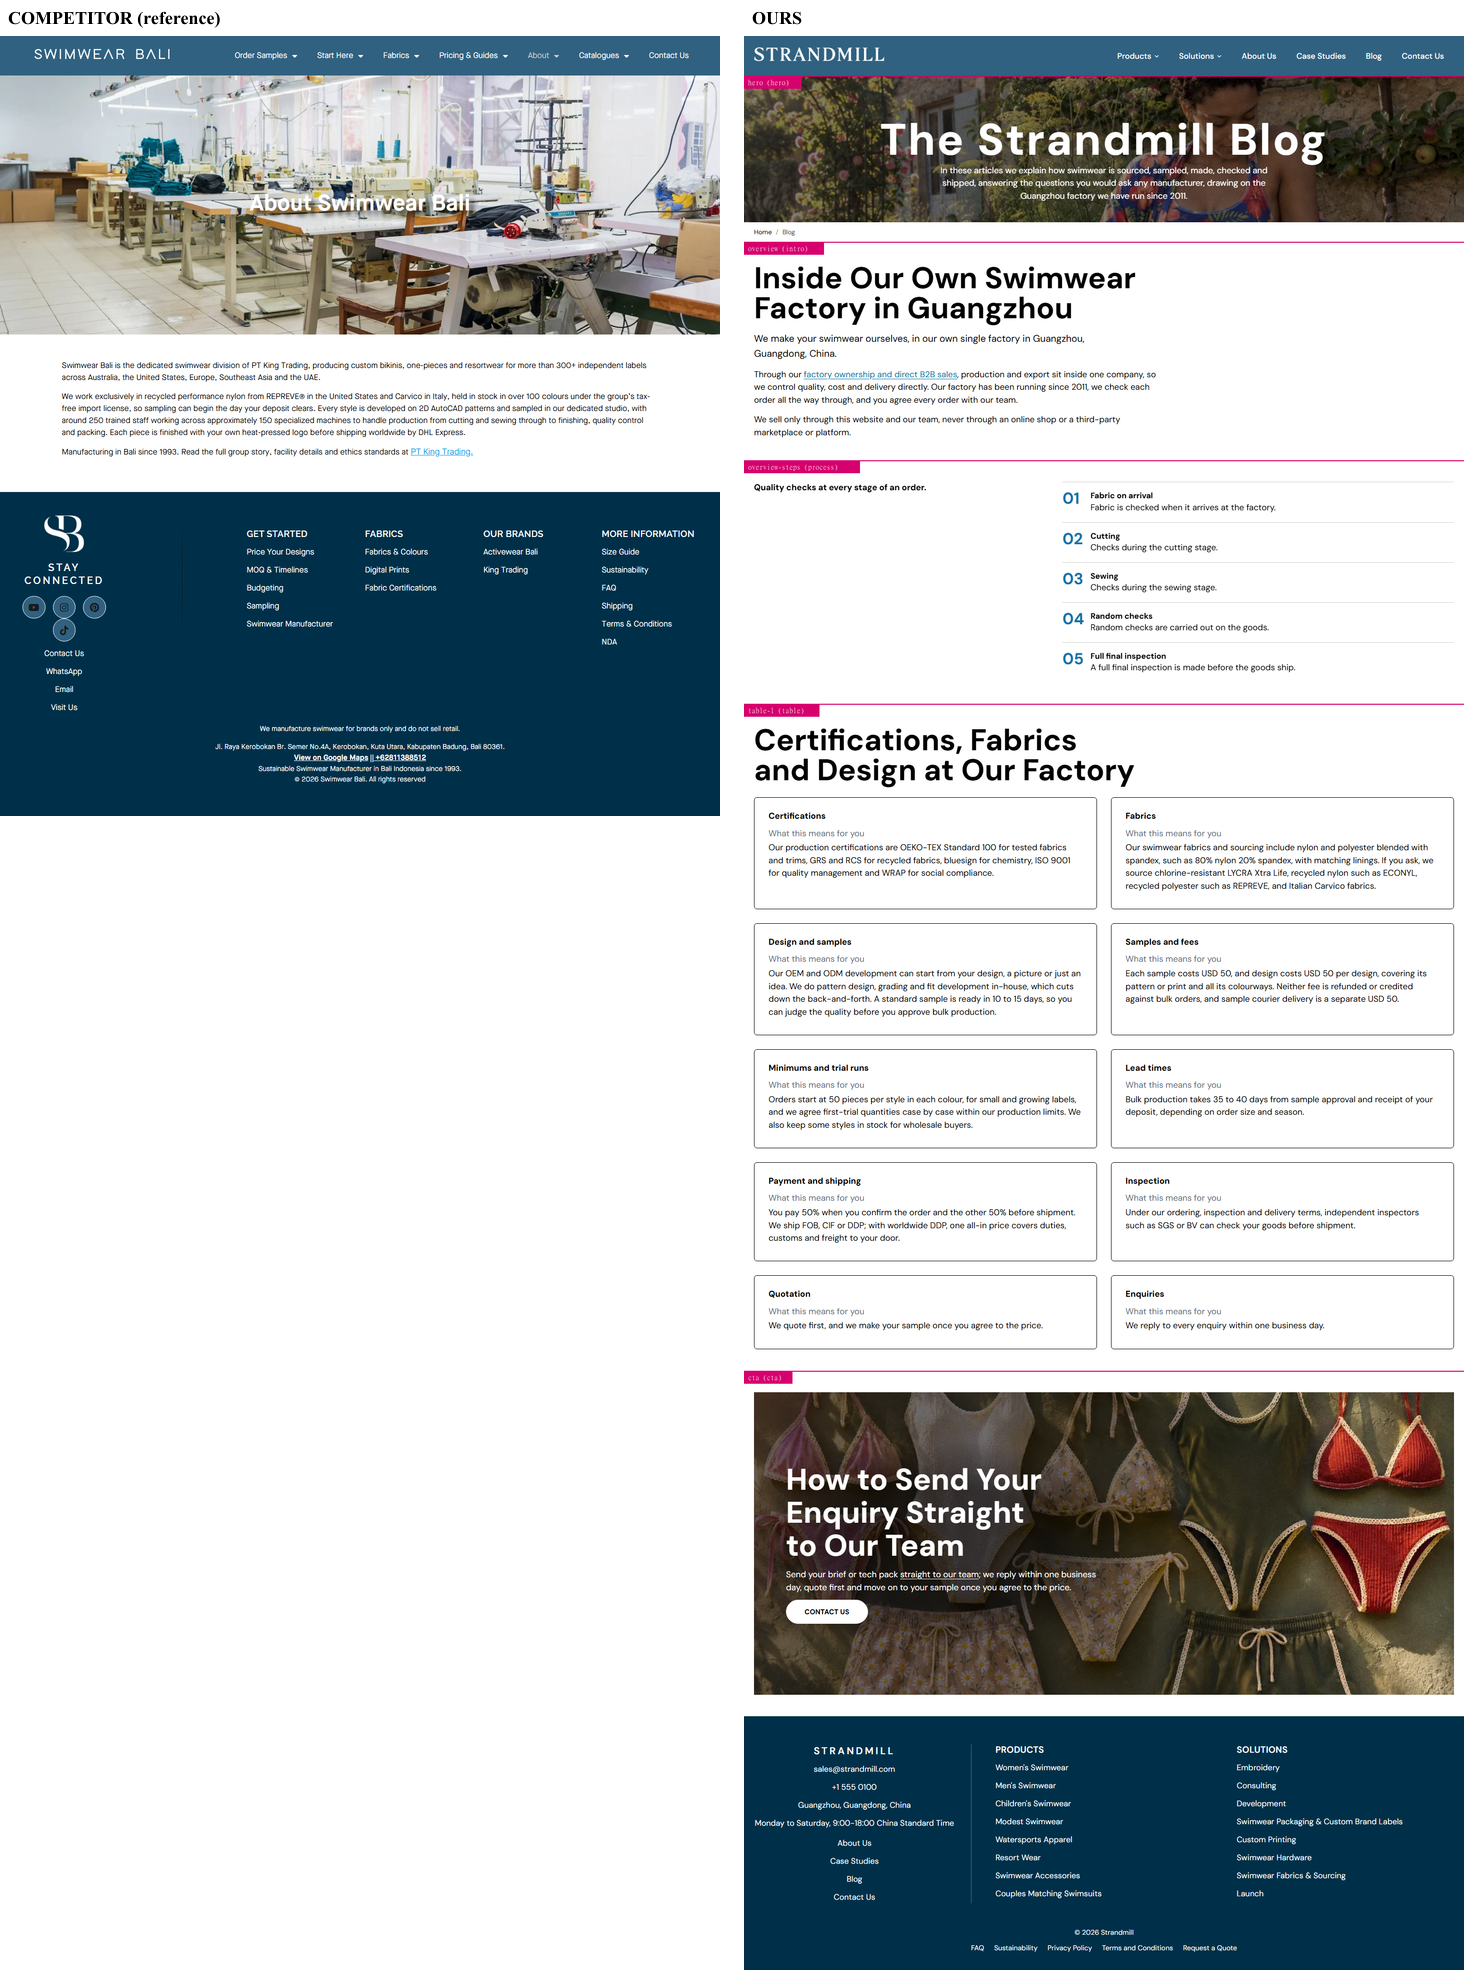 COMPETITOR (reference)
SWIMWEAR BALI
Order Samples
Start Here
Fabrics
Pricing & Guides
About
Catalogues
Contact Us
About Swimwear Bali
Swimwear Bali is the dedicated swimwear division of PT King Trading, producing custom bikinis, one-pieces and resortwear for more than 300+ independent labels
across Australia, the United States, Europe, Southeast Asia and the UAE.
We work exclusively in recycled performance nylon from REPREVE® in the United States and Carvico in Italy, held in stock in over 100 colours under the group's tax-
free import license, so sampling can begin the day your deposit clears. Every style is developed on 2D AutoCAD patterns and sampled in our dedicated studio, with
around 250 trained staff working across approximately 150 specialized machines to handle production from cutting and sewing through to finishing, quality control
and packing. Each piece is finished with your own heat-pressed logo before shipping worldwide by DHL Express.
Manufacturing in Bali since 1993. Read the full group story, facility details and ethics standards at PT King Trading.
STAY
CONNECTED
Contact Us
WhatsApp
Email
Visit Us
GET STARTED
Price Your Designs
MOQ & Timelines
Budgeting
Sampling
Swimwear Manufacturer
FABRICS
Fabrics & Colours
Digital Prints
Fabric Certifications
OUR BRANDS
Activewear Bali
King Trading
MORE INFORMATION
Size Guide
Sustainability
FAQ
Shipping
Terms & Conditions
NDA
We manufacture swimwear for brands only and do not sell retail.
Jl. Raya Kerobokan Br. Semer No.4A, Kerobokan, Kuta Utara, Kabupaten Badung, Bali 80361.
View on Google Maps || +62811388512
Sustainable Swimwear Manufacturer in Bali Indonesia since 1993.
© 2026 Swimwear Bali. All rights reserved
OURS
STRANDMILL
Products
Solutions
About Us
Case Studies
Blog
Contact Us
hero (hero)
The Strandmill Blog
In these articles we explain how swimwear is sourced, sampled, made, checked and
shipped, answering the questions you would ask any manufacturer, drawing on the
Guangzhou factory we have run since 2011.
Home / Blog
overview (intro)
Inside Our Own Swimwear
Factory in Guangzhou
We make your swimwear ourselves, in our own single factory in Guangzhou,
Guangdong, China.
Through our factory ownership and direct B2B sales, production and export sit inside one company, so
we control quality, cost and delivery directly. Our factory has been running since 2011, we check each
order all the way through, and you agree every order with our team.
We sell only through this website and our team, never through an online shop or a third-party
marketplace or platform.
overview-steps (process)
Quality checks at every stage of an order.
01
Fabric on arrival
Fabric is checked when it arrives at the factory.
02
Cutting
Checks during the cutting stage.
03
Sewing
Checks during the sewing stage.
04
Random checks
Random checks are carried out on the goods.
05
Full final inspection
A full final inspection is made before the goods ship.
table-1 (table)
Certifications, Fabrics
and Design at Our Factory
Certifications
What this means for you
Our production certifications are OEKO-TEX Standard 100 for tested fabrics
and trims, GRS and RCS for recycled fabrics, bluesign for chemistry, ISO 9001
for quality management and WRAP for social compliance.
Fabrics
What this means for you
Our swimwear fabrics and sourcing include nylon and polyester blended with
spandex, such as 80% nylon 20% spandex, with matching linings. If you ask, we
source chlorine-resistant LYCRA Xtra Life, recycled nylon such as ECONYL,
recycled polyester such as REPREVE, and Italian Carvico fabrics.
Design and samples
What this means for you
Our OEM and ODM development can start from your design, a picture or just an
idea. We do pattern design, grading and fit development in-house, which cuts
down the back-and-forth. A standard sample is ready in 10 to 15 days, so you
can judge the quality before you approve bulk production.
Samples and fees
What this means for you
Each sample costs USD 50, and design costs USD 50 per design, covering its
pattern or print and all its colourways. Neither fee is refunded or credited
against bulk orders, and sample courier delivery is a separate USD 50.
Minimums and trial runs
What this means for you
Orders start at 50 pieces per style in each colour, for small and growing labels,
and we agree first-trial quantities case by case within our production limits. We
also keep some styles in stock for wholesale buyers.
Lead times
What this means for you
Bulk production takes 35 to 40 days from sample approval and receipt of your
deposit, depending on order size and season.
Payment and shipping
What this means for you
You pay 50% when you confirm the order and the other 50% before shipment.
We ship FOB, CIF or DDP; with worldwide DDP, one all-in price covers duties,
customs and freight to your door.
Inspection
What this means for you
Under our ordering, inspection and delivery terms, independent inspectors
such as SGS or BV can check your goods before shipment.
Quotation
What this means for you
We quote first, and we make your sample once you agree to the price.
Enquiries
What this means for you
We reply to every enquiry within one business day.
cta (cta)
How to Send Your
Enquiry Straight
to Our Team
Send your brief or tech pack straight to our team; we reply within one business
day, quote first and move on to your sample once you agree to the price.
CONTACT US
STRANDMILL
sales@strandmill.com
+1 555 0100
Guangzhou, Guangdong, China
Monday to Saturday, 9:00-18:00 China Standard Time
About Us
Case Studies
Blog
Contact Us
PRODUCTS
Women's Swimwear
Men's Swimwear
Children's Swimwear
Modest Swimwear
Watersports Apparel
Resort Wear
Swimwear Accessories
Couples Matching Swimsuits
SOLUTIONS
Embroidery
Consulting
Development
Swimwear Packaging & Custom Brand Labels
Custom Printing
Swimwear Hardware
Swimwear Fabrics & Sourcing
Launch
© 2026 Strandmill
FAQ
Sustainability
Privacy Policy
Terms and Conditions
Request a Quote